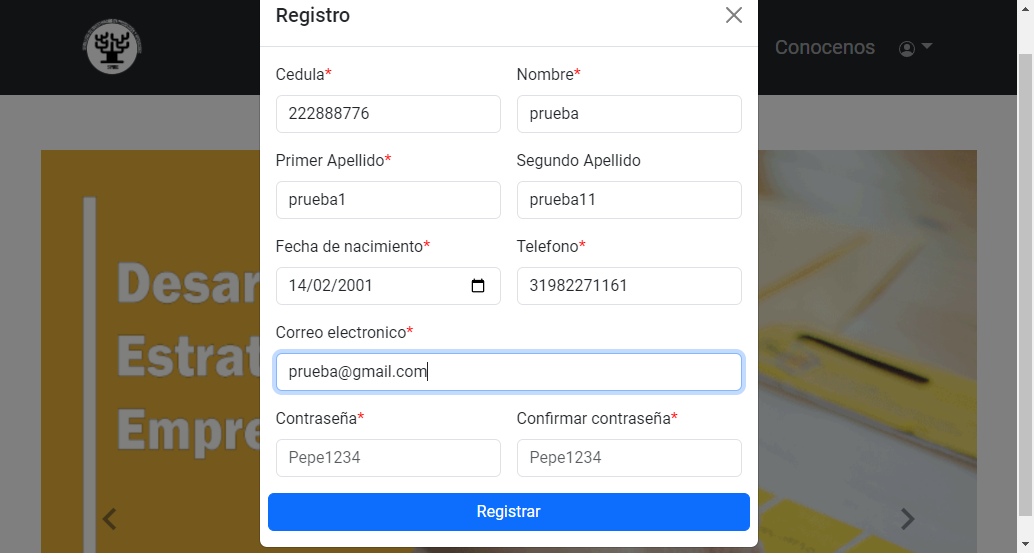 Registro
Conocenos
Cedula* Nombre*
222888776 prueba
Primer Apellido* Segundo Apellido
prueba1 prueba11
Fecha de nacimiento* Telefono*
14/02/2001 31982271161
Correo electronico*
prueba@gmail.com
Contraseña* Confirmar contraseña*
Pepe1234 Pepe1234
Registrar
Desar
Estrat
Empre